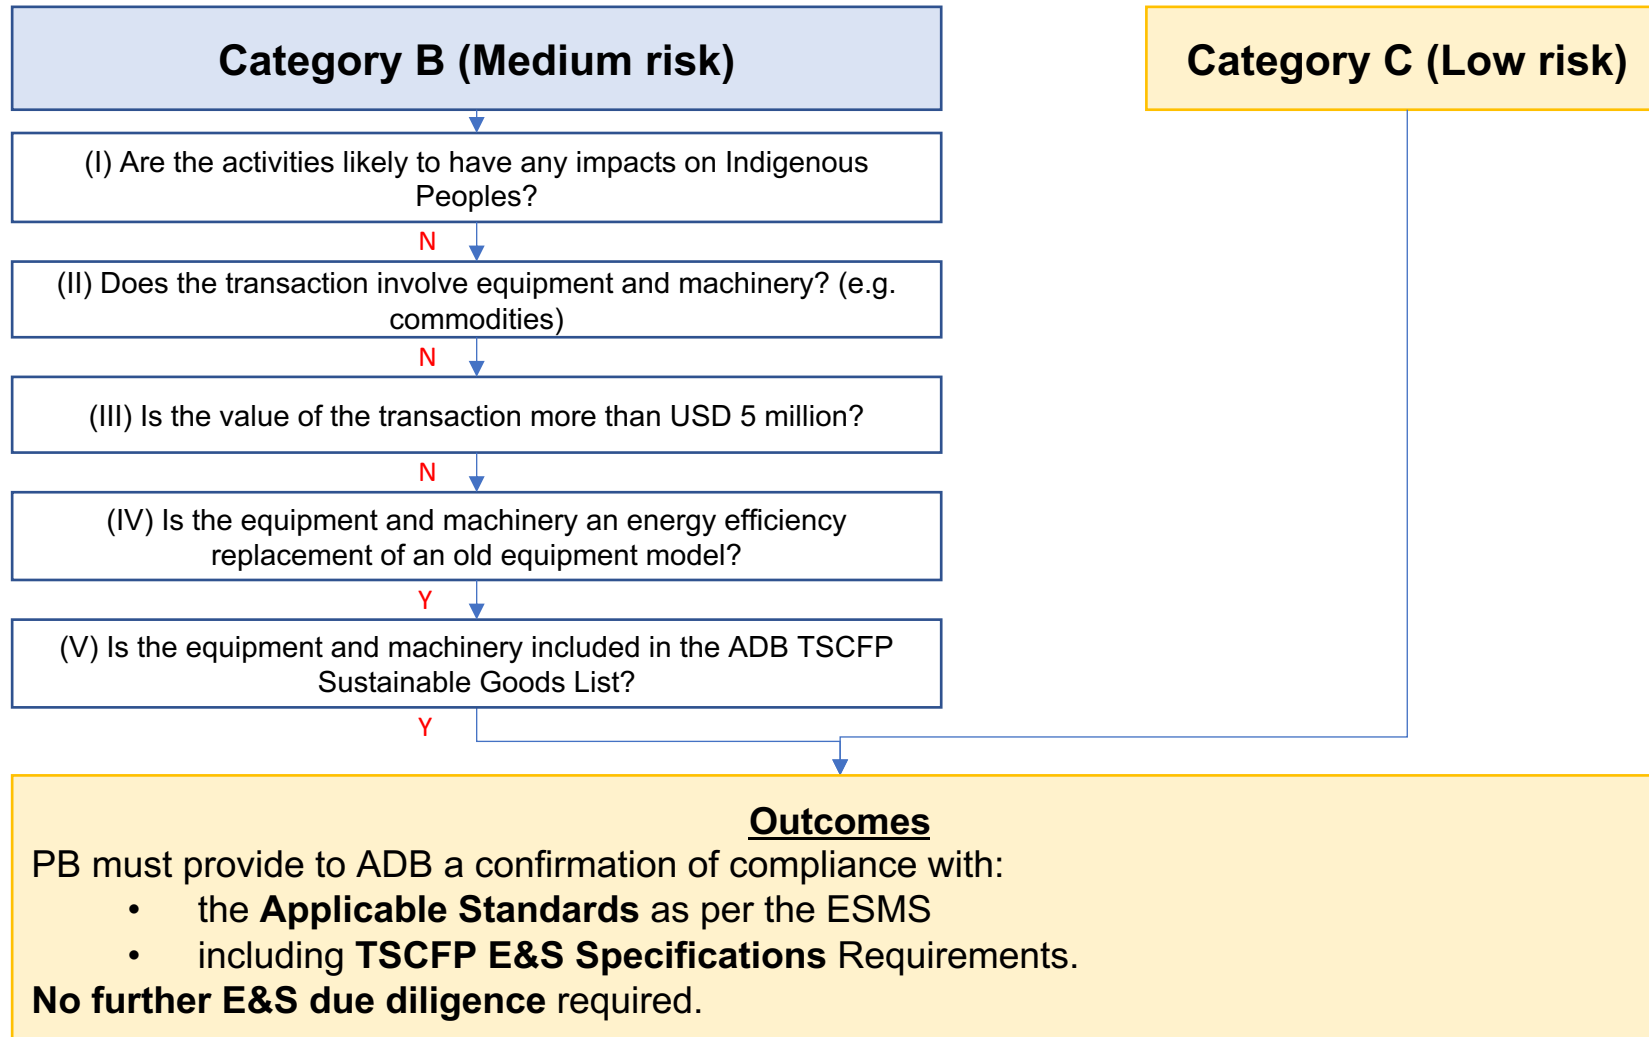 Category B (Medium risk)
Category C (Low risk)
(I) Are the activities likely to have any impacts on Indigenous
Peoples?
N
(II) Does the transaction involve equipment and machinery? (e.g.
commodities)
N
(III) Is the value of the transaction more than USD 5 million?
N
(IV) Is the equipment and machinery an energy efficiency
replacement of an old equipment model?
Y
(V) Is the equipment and machinery included in the ADB TSCFP
Sustainable Goods List?
Y
Outcomes
PB must provide to ADB a confirmation of compliance with:
• the Applicable Standards as per the ESMS
• including TSCFP E&S Specifications Requirements.
No further E&S due diligence required.